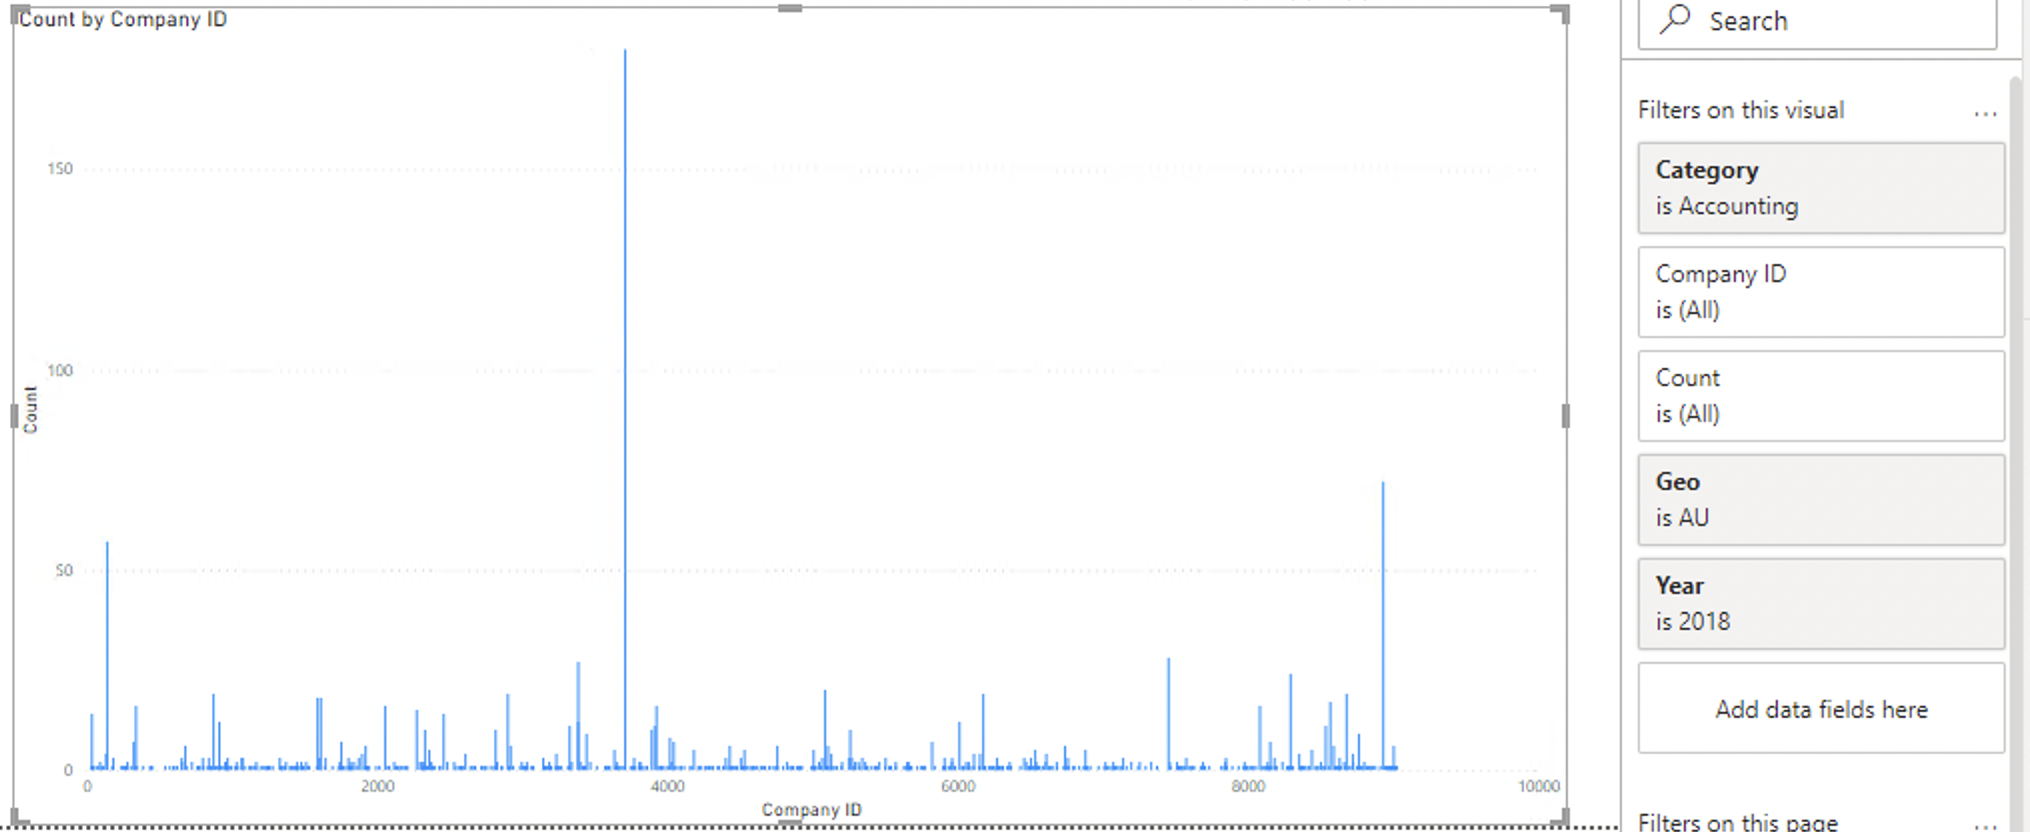 Count by Company ID
150
100
50
0
Count
0 2000 4000 6000 8000 10000
Company ID
Search
Filters on this visual
...
Category
is Accounting
Company ID
is (All)
Count
is (All)
Geo
is AU
Year
is 2018
Add data fields here
Filters on this page
...